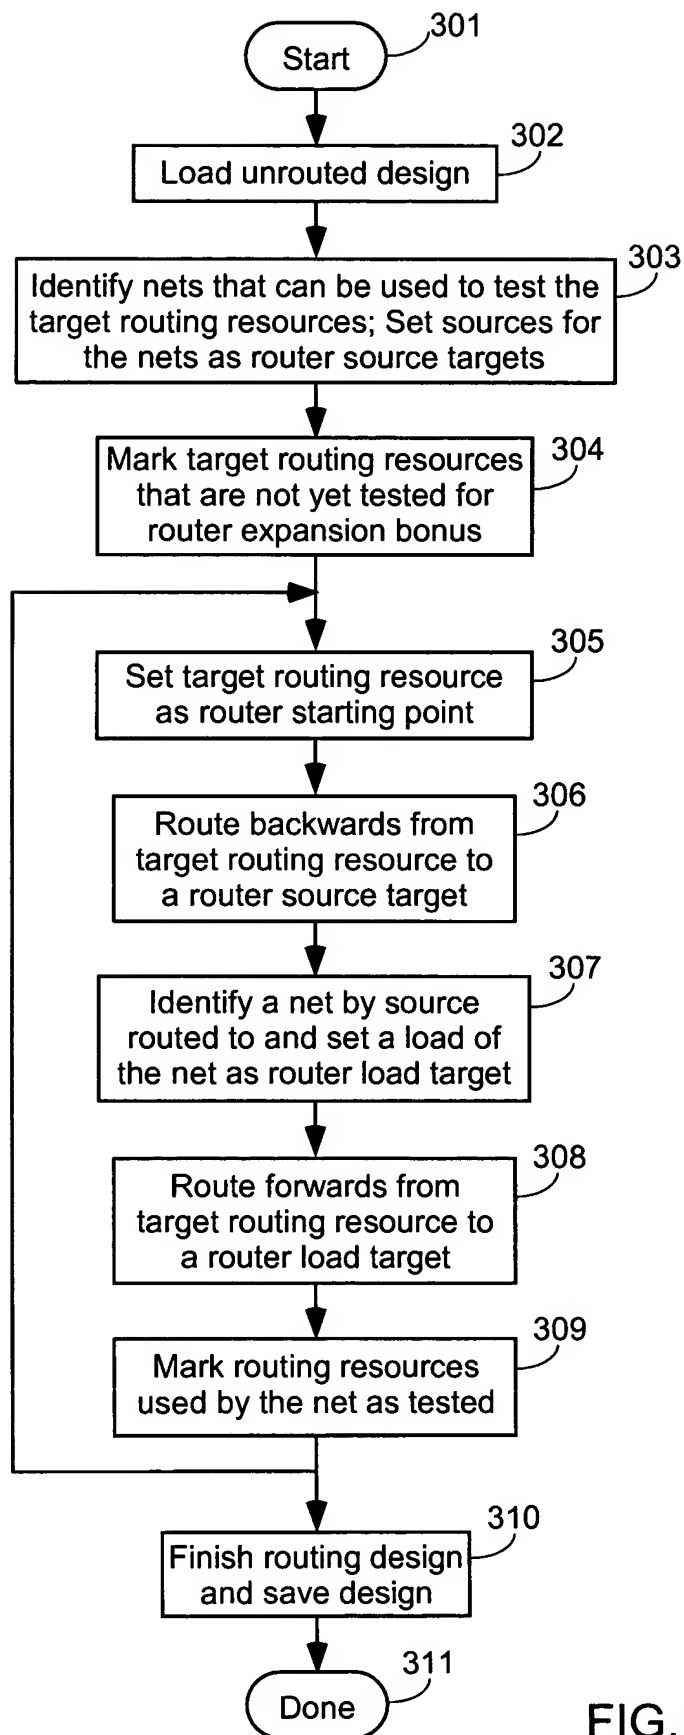 301
Start
302
Load unrouted design
303
Identify nets that can be used to test the
target routing resources; Set sources for
the nets as router source targets
304
Mark target routing resources
that are not yet tested for
router expansion bonus
305
Set target routing resource
as router starting point
306
Route backwards from
target routing resource to
a router source target
307
Identify a net by source
routed to and set a load of
the net as router load target
308
Route forwards from
target routing resource to
a router load target
309
Mark routing resources
used by the net as tested
310
Finish routing design
and save design
311
Done
FIG.